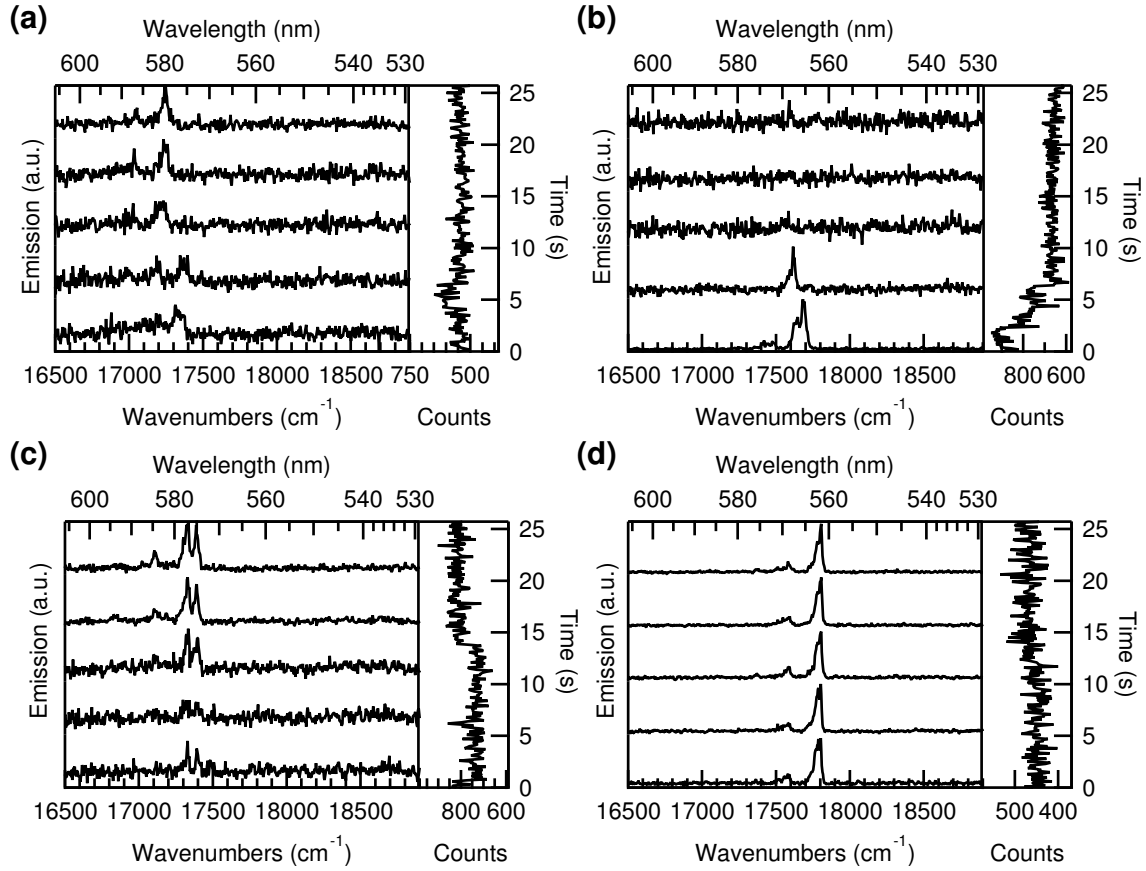 (a)
Wavelength (nm)
600 580 560 540 530
Emission (a.u.)
25
20
15
10
5
0
Time (s)
16500 17000 17500 18000 18500 750 500
Wavenumbers (cm-1) Counts
(b)
Wavelength (nm)
600 580 560 540 530
Emission (a.u.)
25
20
15
10
5
0
Time (s)
16500 17000 17500 18000 18500 800 600
Wavenumbers (cm-1) Counts
(c)
Wavelength (nm)
600 580 560 540 530
Emission (a.u.)
25
20
15
10
5
0
Time (s)
16500 17000 17500 18000 18500 800 600
Wavenumbers (cm-1) Counts
(d)
Wavelength (nm)
600 580 560 540 530
Emission (a.u.)
25
20
15
10
5
0
Time (s)
16500 17000 17500 18000 18500 500 400
Wavenumbers (cm-1) Counts